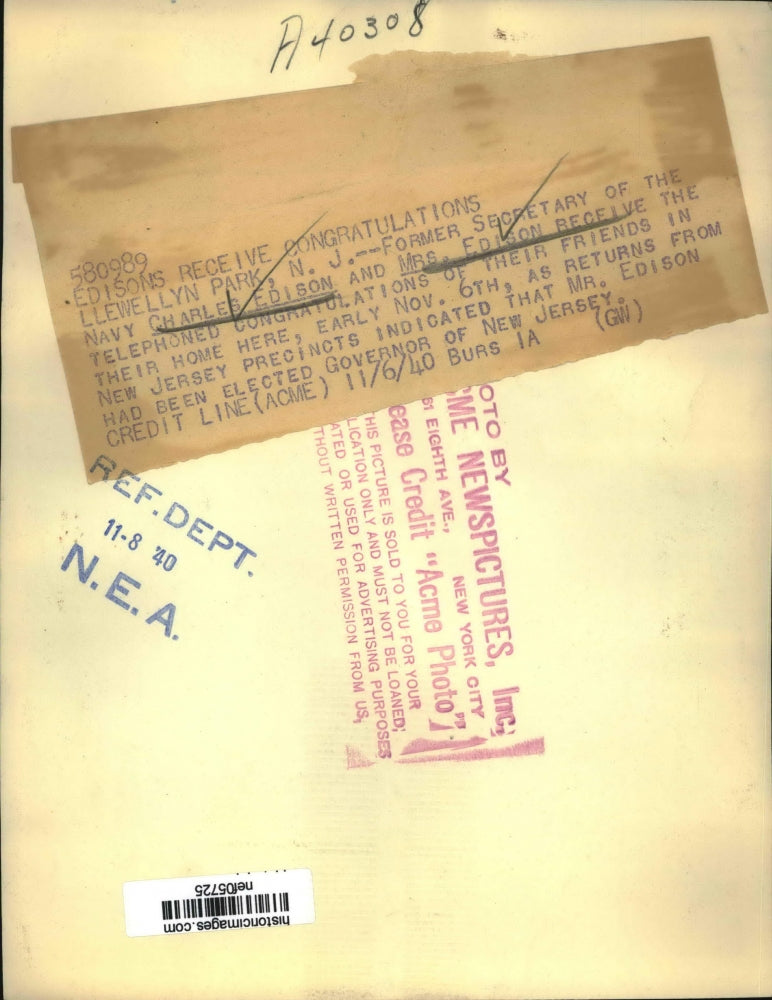 A40308
580989
EDISONS RECEIVE CONGRATULATIONS
LLEWELLYN PARK, N. J.--FORMER SECRETARY OF THE
NAVY CHARLES EDISON AND MRS. EDISON RECEIVE THE
TELEPHONED CONGRATULATIONS OF THEIR FRIENDS IN
THEIR HOME HERE, EARLY NOV. 6TH, AS RETURNS FROM
NEW JERSEY PRECINCTS INDICATED THAT MR. EDISON
HAD BEEN ELECTED GOVERNOR OF NEW JERSEY.
CREDIT LINE(ACME) 11/6/40 BURS IA (GW)
REF.DEPT.
11-8 '40
N.E.A.
OTO BY
ME NEWSPICTURES, Inc.
61 EIGHTH AVE., NEW YORK CITY
ease Credit "Acme Photo"
HIS PICTURE IS SOLD TO YOU FOR YOUR
LICATION ONLY AND MUST NOT BE LOANED,
ATED OR USED FOR ADVERTISING PURPOSES
THOUT WRITTEN PERMISSION FROM US,
historicimages.com
nef05725